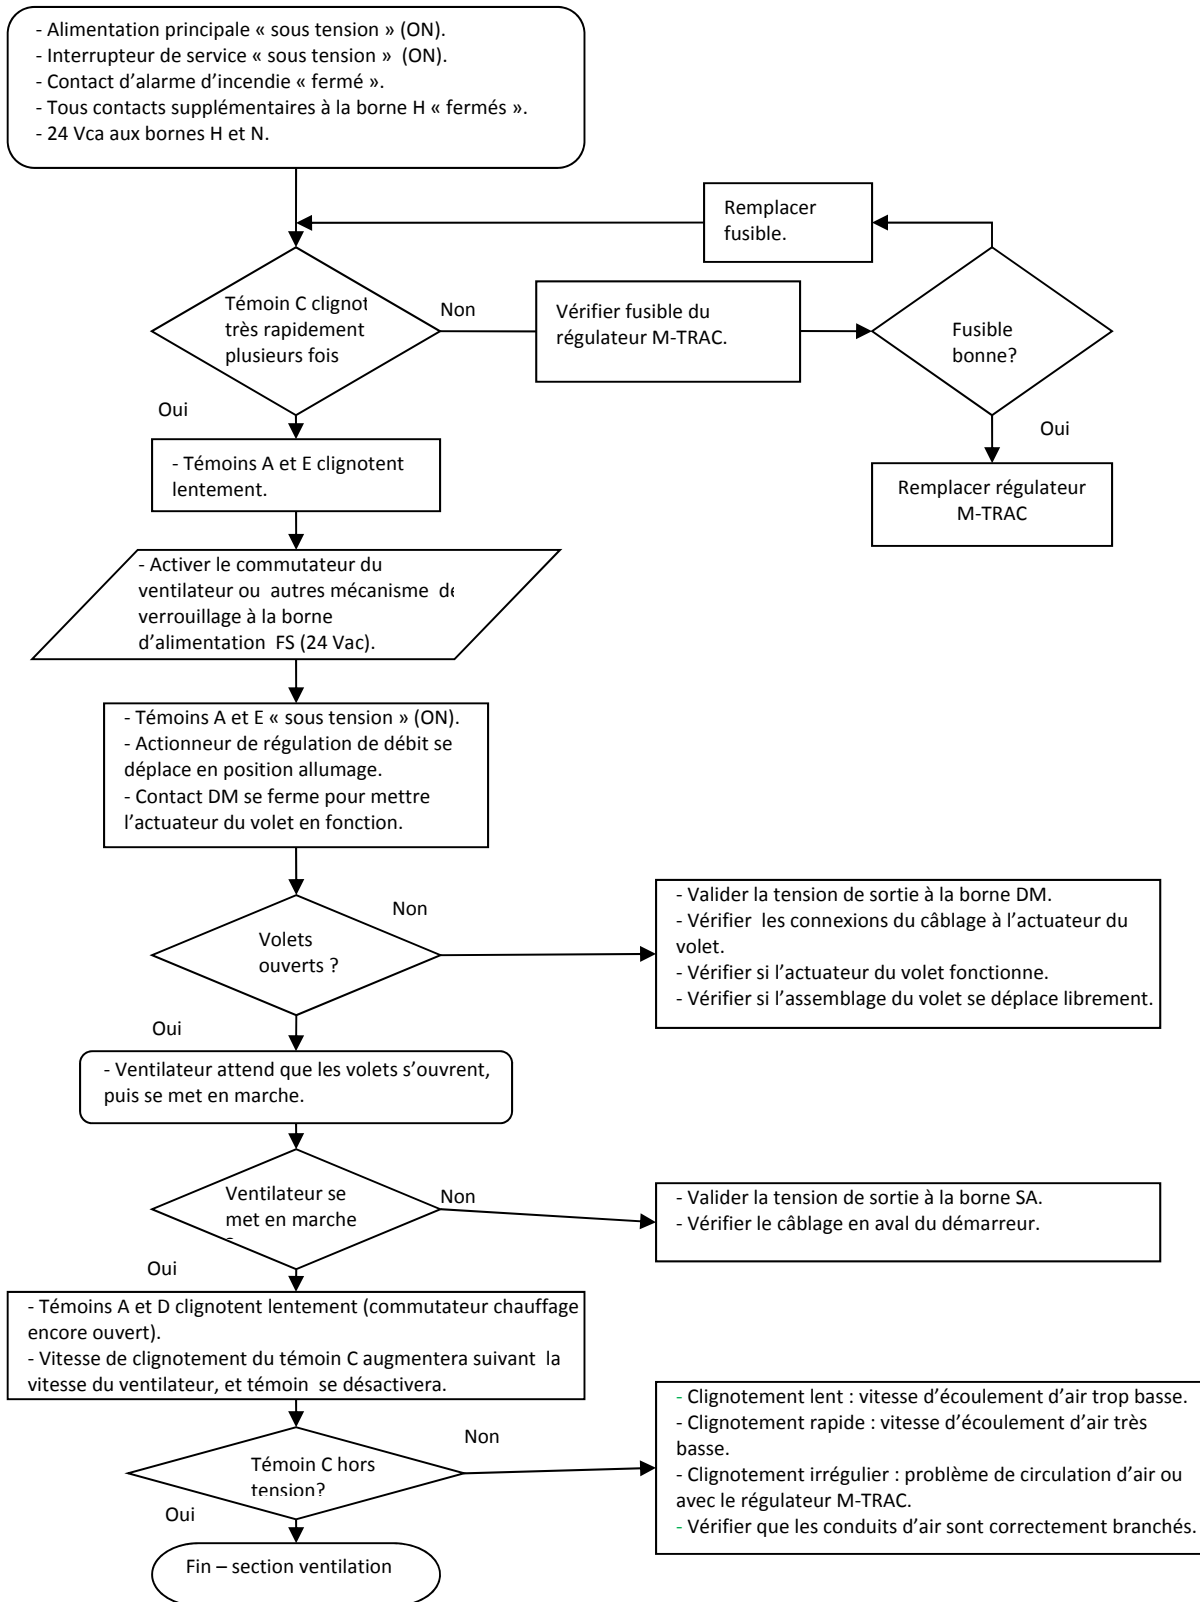 - Alimentation principale « sous tension » (ON).
- Interrupteur de service « sous tension »  (ON).
- Contact d’alarme d’incendie « fermé ».
- Tous contacts supplémentaires à la borne H « fermés ».
- 24 Vca aux bornes H et N.
Remplacer
fusible.
Témoin C clignot
très rapidement
plusieurs fois
Non
Vérifier fusible du
régulateur M-TRAC.
Fusible
bonne?
Oui
Oui
- Témoins A et E clignotent
lentement.
Remplacer régulateur
M-TRAC
- Activer le commutateur du
ventilateur ou  autres mécanisme  de
verrouillage à la borne
d’alimentation  FS (24 Vac).
- Témoins A et E « sous tension » (ON).
- Actionneur de régulation de débit se
déplace en position allumage.
- Contact DM se ferme pour mettre
l’actuateur du volet en fonction.
Non
Volets
ouverts ?
- Valider la tension de sortie à la borne DM.
- Vérifier  les connexions du câblage à l’actuateur du
volet.
- Vérifier si l’actuateur du volet fonctionne.
- Vérifier si l’assemblage du volet se déplace librement.
Oui
- Ventilateur attend que les volets s’ouvrent,
puis se met en marche.
Ventilateur se
met en marche
Non
- Valider la tension de sortie à la borne SA.
- Vérifier le câblage en aval du démarreur.
Oui
- Témoins A et D clignotent lentement (commutateur chauffage
encore ouvert).
- Vitesse de clignotement du témoin C augmentera suivant  la
vitesse du ventilateur, et témoin  se désactivera.
Non
Témoin C hors
tension?
- Clignotement lent : vitesse d’écoulement d’air trop basse.
- Clignotement rapide : vitesse d’écoulement d’air très
basse.
- Clignotement irrégulier : problème de circulation d’air ou
avec le régulateur M-TRAC.
- Vérifier que les conduits d’air sont correctement branchés.
Oui
Fin – section ventilation